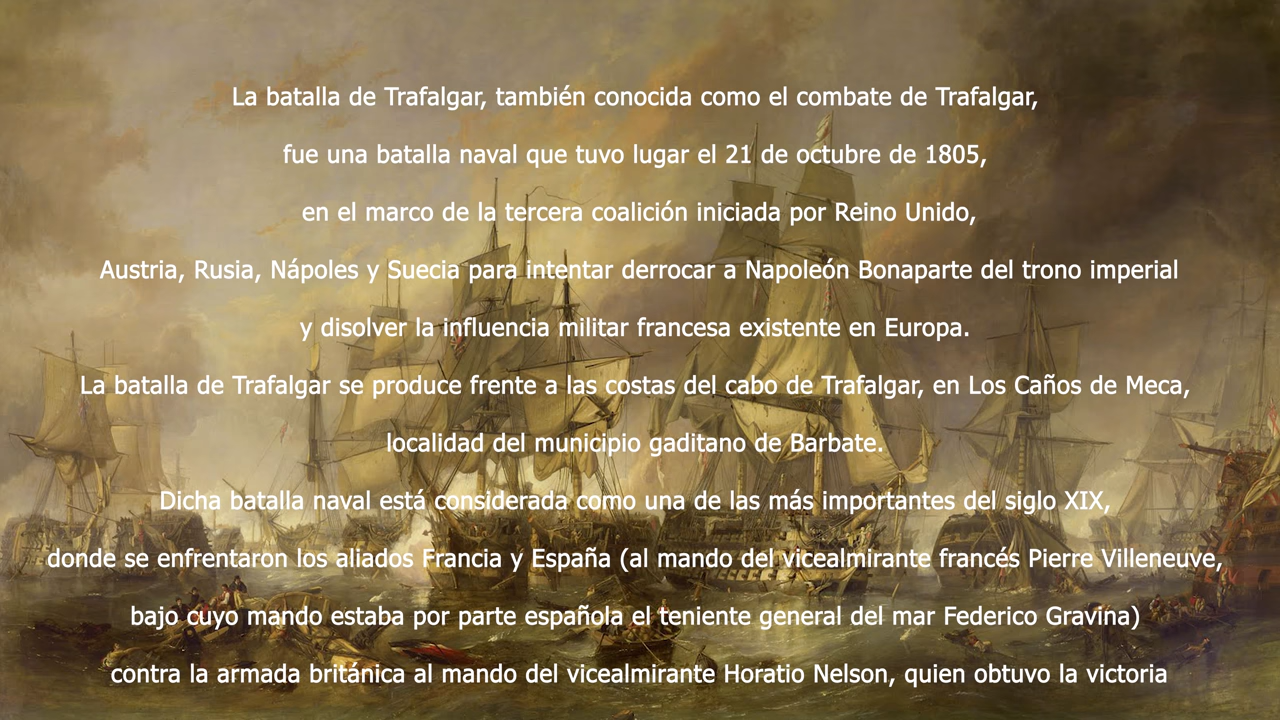 La batalla de Trafalgar, también conocida como el combate de Trafalgar,
fue una batalla naval que tuvo lugar el 21 de octubre de 1805,
en el marco de la tercera coalición iniciada por Reino Unido,
Austria, Rusia, Nápoles y Suecia para intentar derrocar a Napoleón Bonaparte del trono imperial
y disolver la influencia militar francesa existente en Europa.
La batalla de Trafalgar se produce frente a las costas del cabo de Trafalgar, en Los Caños de Meca,
localidad del municipio gaditano de Barbate.
Dicha batalla naval está considerada como una de las más importantes del siglo XIX,
donde se enfrentaron los aliados Francia y España (al mando del vicealmirante francés Pierre Villeneuve,
bajo cuyo mando estaba por parte española el teniente general del mar Federico Gravina)
contra la armada británica al mando del vicealmirante Horatio Nelson, quien obtuvo la victoria